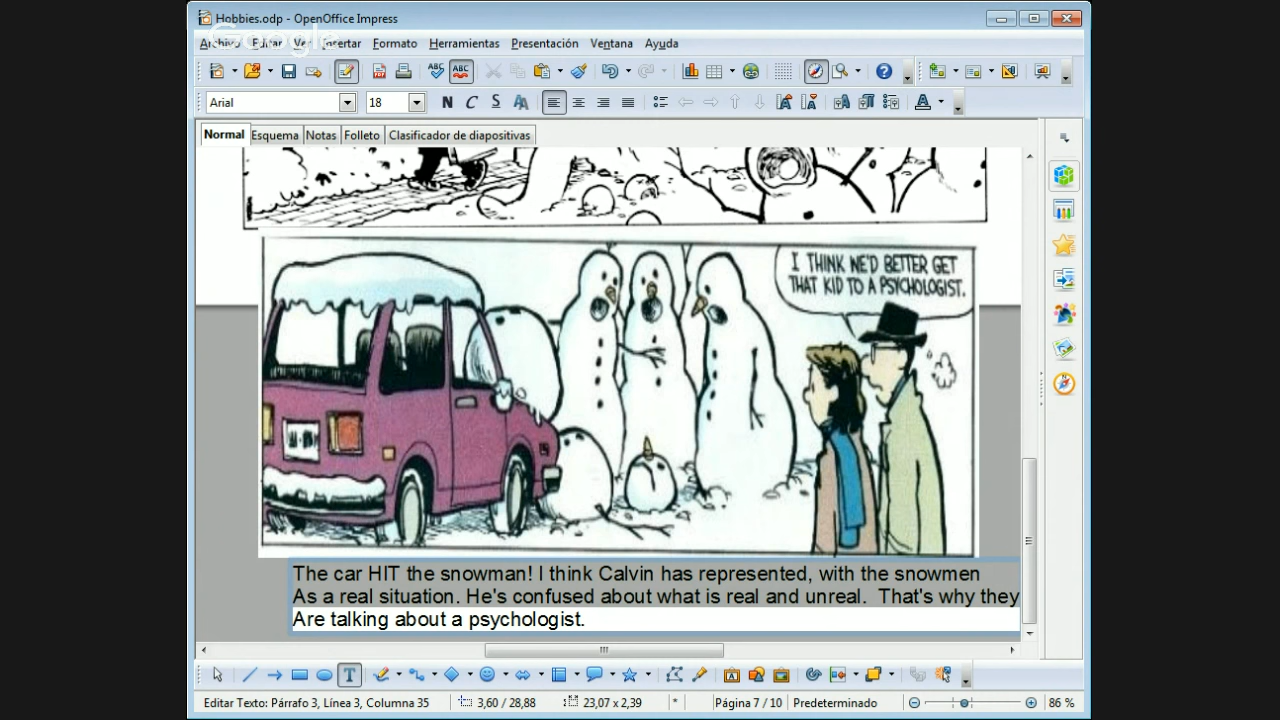 Hobbies.odp - OpenOffice Impress
Google
Archivo Editar Ver Insertar Formato Herramientas Presentación Ventana Ayuda
Arial 18 N C S
Normal Esquema Notas Folleto Clasificador de diapositivas
I THINK WE'D BETTER GET
THAT KID TO A PSYCHOLOGIST.
The car HIT the snowman! I think Calvin has represented, with the snowmen
As a real situation. He's confused about what is real and unreal.  That's why they
Are talking about a psychologist.
Editar Texto: Párrafo 3, Línea 3, Columna 35 3,60 / 28,88 23,07 x 2,39 * Página 7 / 10 Predeterminado 86 %